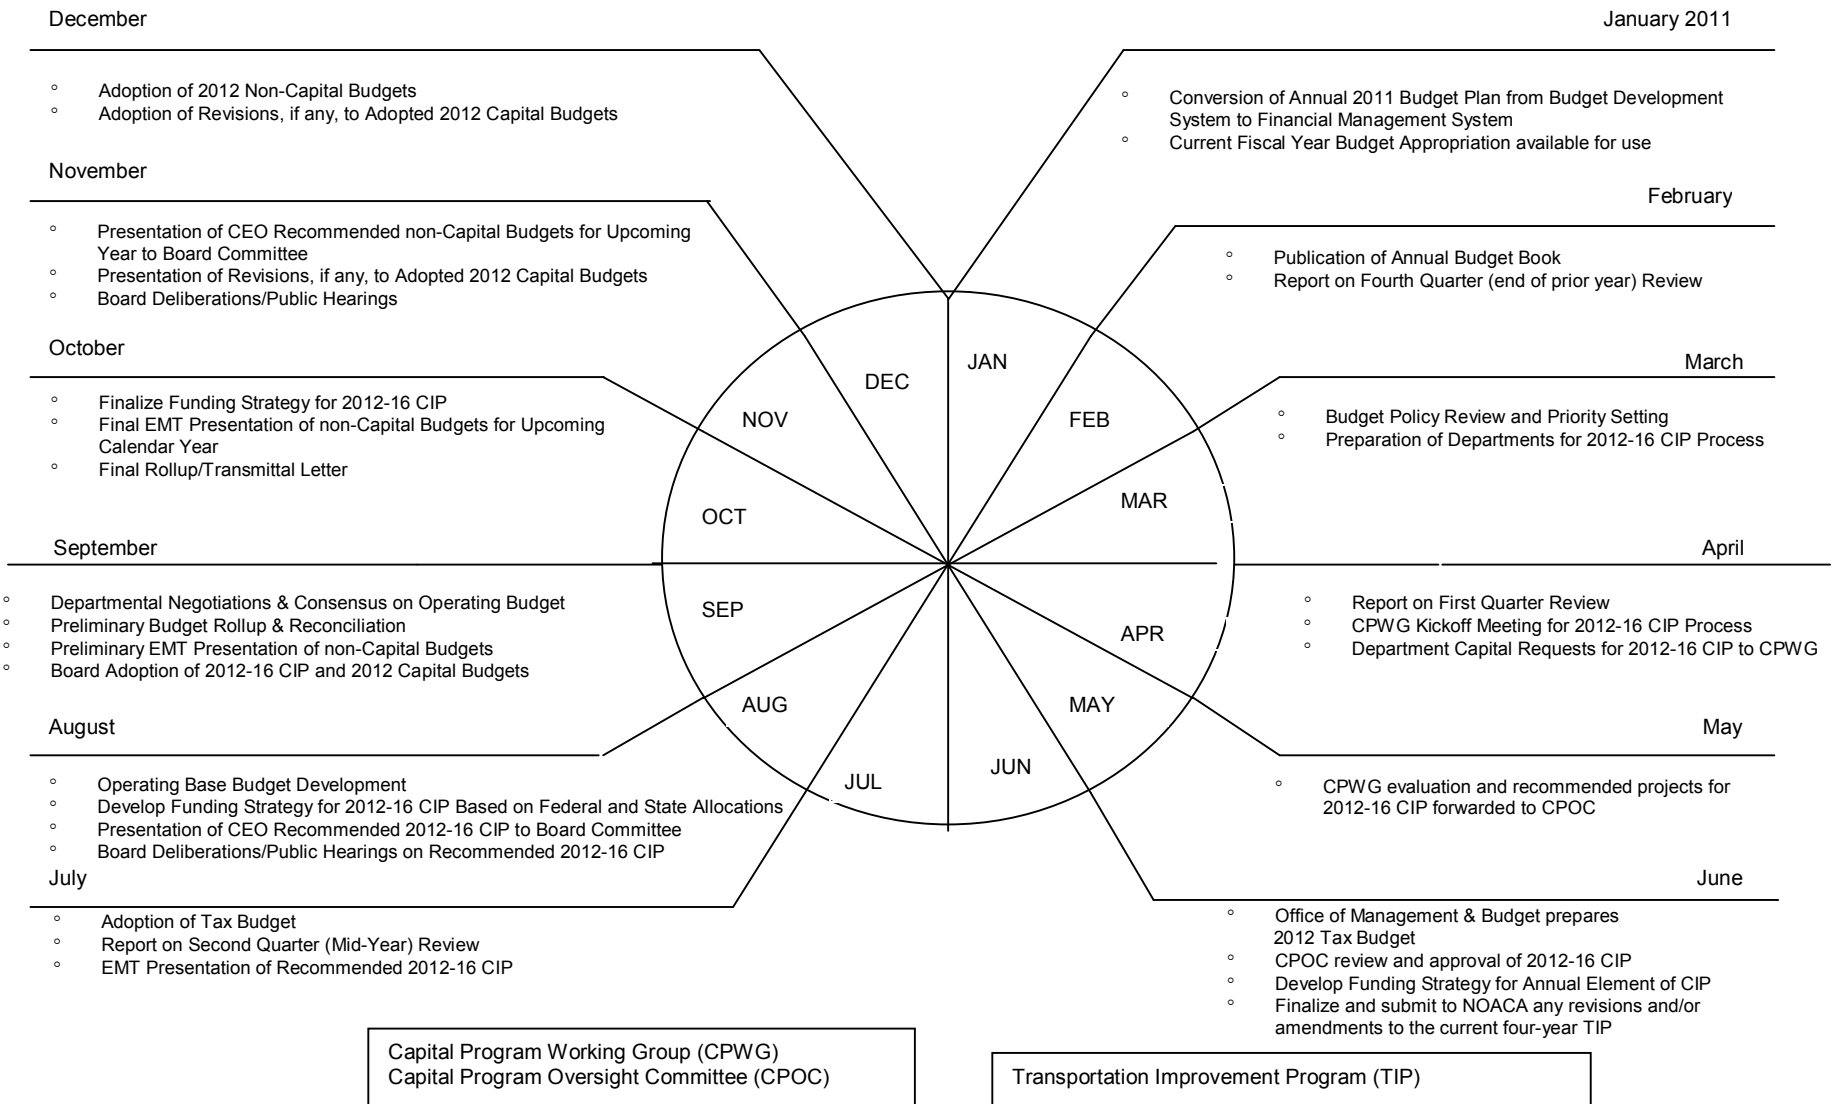 December
◦ Adoption of 2012 Non-Capital Budgets
◦ Adoption of Revisions, if any, to Adopted 2012 Capital Budgets
November
◦ Presentation of CEO Recommended non-Capital Budgets for Upcoming
Year to Board Committee
◦ Presentation of Revisions, if any, to Adopted 2012 Capital Budgets
◦ Board Deliberations/Public Hearings
October
◦ Finalize Funding Strategy for 2012-16 CIP
◦ Final EMT Presentation of non-Capital Budgets for Upcoming
Calendar Year
◦ Final Rollup/Transmittal Letter
September
◦ Departmental Negotiations & Consensus on Operating Budget
◦ Preliminary Budget Rollup & Reconciliation
◦ Preliminary EMT Presentation of non-Capital Budgets
◦ Board Adoption of 2012-16 CIP and 2012 Capital Budgets
August
◦ Operating Base Budget Development
◦ Develop Funding Strategy for 2012-16 CIP Based on Federal and State Allocations
◦ Presentation of CEO Recommended 2012-16 CIP to Board Committee
◦ Board Deliberations/Public Hearings on Recommended 2012-16 CIP
July
◦ Adoption of Tax Budget
◦ Report on Second Quarter (Mid-Year) Review
◦ EMT Presentation of Recommended 2012-16 CIP
JAN
FEB
MAR
APR
MAY
JUN
JUL
AUG
SEP
OCT
NOV
DEC
January 2011
◦ Conversion of Annual 2011 Budget Plan from Budget Development
System to Financial Management System
◦ Current Fiscal Year Budget Appropriation available for use
February
◦ Publication of Annual Budget Book
◦ Report on Fourth Quarter (end of prior year) Review
March
◦ Budget Policy Review and Priority Setting
◦ Preparation of Departments for 2012-16 CIP Process
April
◦ Report on First Quarter Review
◦ CPWG Kickoff Meeting for 2012-16 CIP Process
◦ Department Capital Requests for 2012-16 CIP to CPWG
May
◦ CPWG evaluation and recommended projects for
2012-16 CIP forwarded to CPOC
June
◦ Office of Management & Budget prepares
2012 Tax Budget
◦ CPOC review and approval of 2012-16 CIP
◦ Develop Funding Strategy for Annual Element of CIP
◦ Finalize and submit to NOACA any revisions and/or
amendments to the current four-year TIP
Capital Program Working Group (CPWG)
Capital Program Oversight Committee (CPOC)
Transportation Improvement Program (TIP)